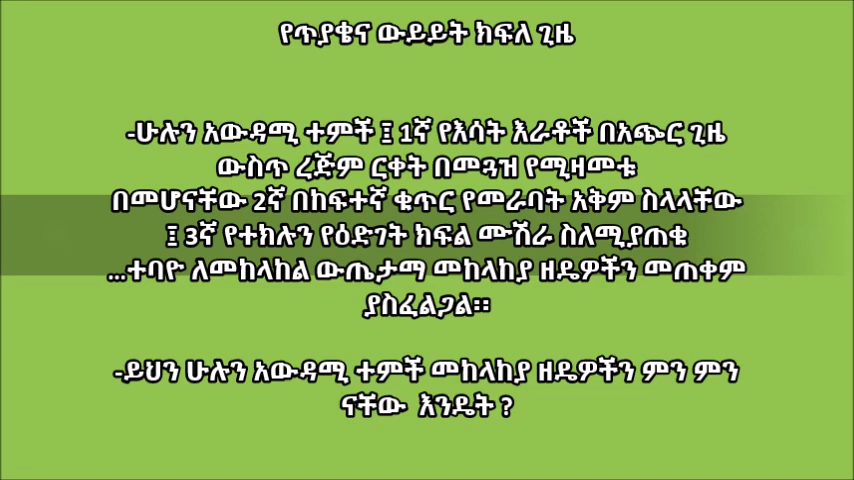 የጥያቄና ውይይት ክፍለ ጊዜ
-ሁሉን አውዳሚ ተምች ፤ 1ኛ የእሳት እራቶች በአጭር ጊዜ
ውስጥ ረጅም ርቀት በመጓዝ የሚዛመቱ
በመሆናቸው 2ኛ በከፍተኛ ቁጥር የመራባት አቅም ስላላቸው
፤ 3ኛ የተክሉን የዕድገት ክፍል ሙሽራ ስለሚያጠቁ
...ተባዮ ለመከላከል ውጤታማ መከላከያ ዘዴዎችን መጠቀም
ያስፈልጋል፡፡
-ይህን ሁሉን አውዳሚ ተምች መከላከያ ዘዴዎችን ምን ምን
ናቸው እንዴት ?